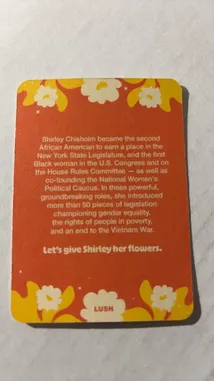 Shirley Chisholm became the second
African American to earn a place in the
New York State Legislature, and the first
Black woman in the U.S. Congress and on
the House Rules Committee — as well as
co-founding the National Women's
Political Caucus. In these powerful,
groundbreaking roles, she introduced
more than 50 pieces of legislation
championing gender equality,
the rights of people in poverty,
and an end to the Vietnam War.
Let's give Shirley her flowers.
LUSH